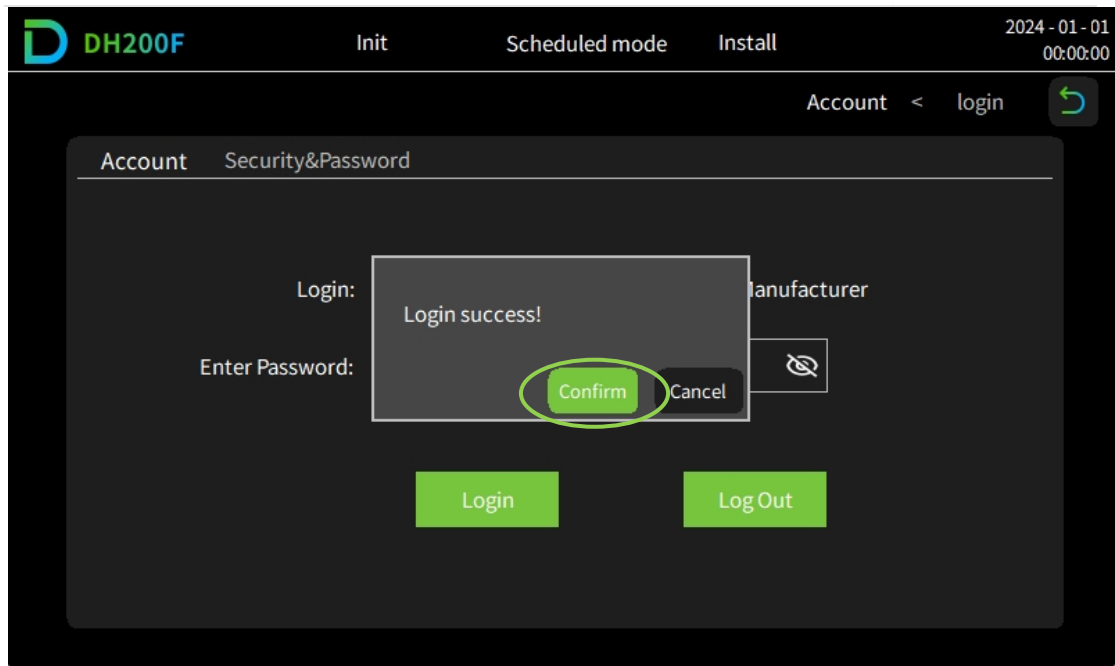 DH200F Init Scheduled mode Install 2024 - 01 - 01
00:00:00
Account < login
Account Security&Password
Login: anufacturer
Login success!
Enter Password:
Confirm Cancel
Login Log Out